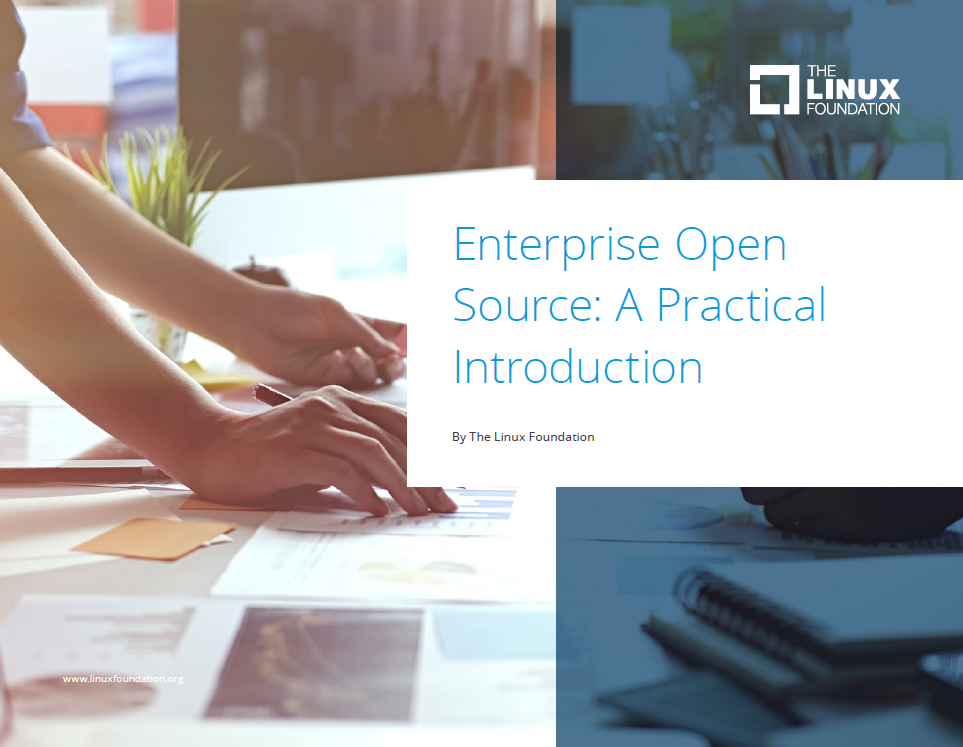 THE
LINUX
FOUNDATION
Enterprise Open
Source: A Practical
Introduction
By The Linux Foundation
www.linuxfoundation.org